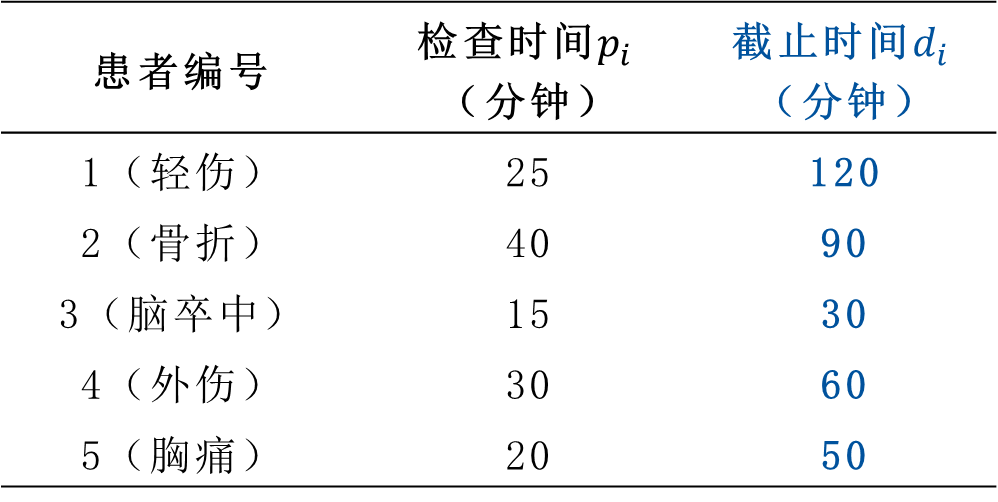 患者编号 检查时间pᵢ（分钟） 截止时间dᵢ（分钟）
1（轻伤） 25 120
2（骨折） 40 90
3（脑卒中） 15 30
4（外伤） 30 60
5（胸痛） 20 50